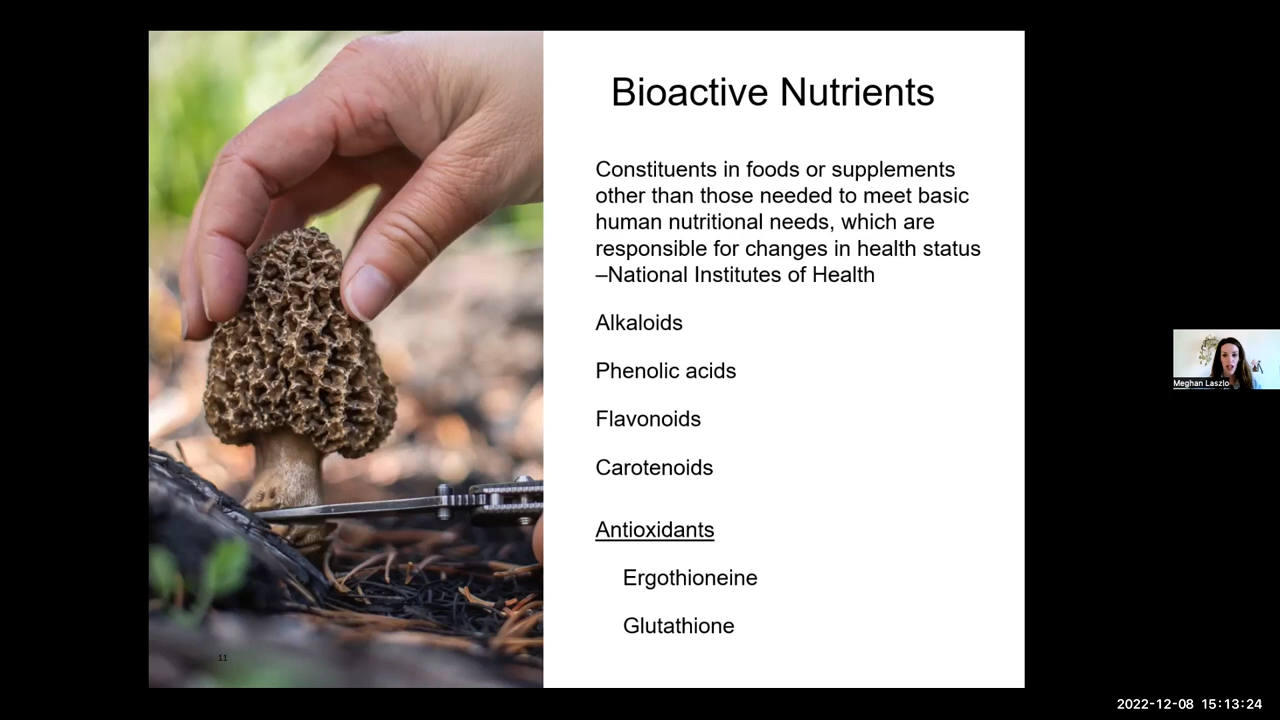 Bioactive Nutrients
Constituents in foods or supplements
other than those needed to meet basic
human nutritional needs, which are
responsible for changes in health status
–National Institutes of Health
Alkaloids
Phenolic acids
Flavonoids
Carotenoids
Antioxidants
Ergothioneine
Glutathione
11
Meghan Laszlo
2022-12-08 15:13:24